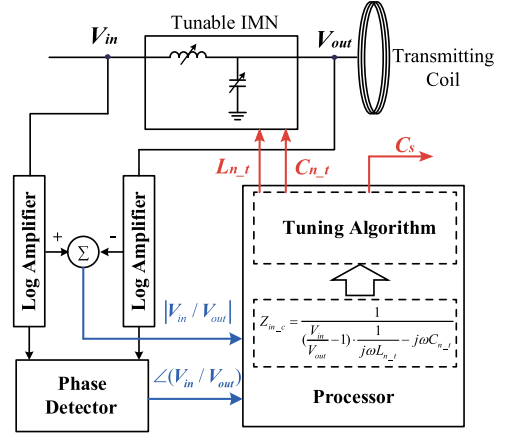 Tunable IMN
V_in
V_out
Transmitting
Coil
L_n_t
C_n_t
C_s
Log Amplifier
+
Σ
-
Log Amplifier
Tuning Algorithm
|V_in / V_out|
Z_in_c = 1 / ((V_in / V_out − 1) · 1 / (jωL_n_t) − jωC_n_t)
∠(V_in / V_out)
Phase
Detector
Processor